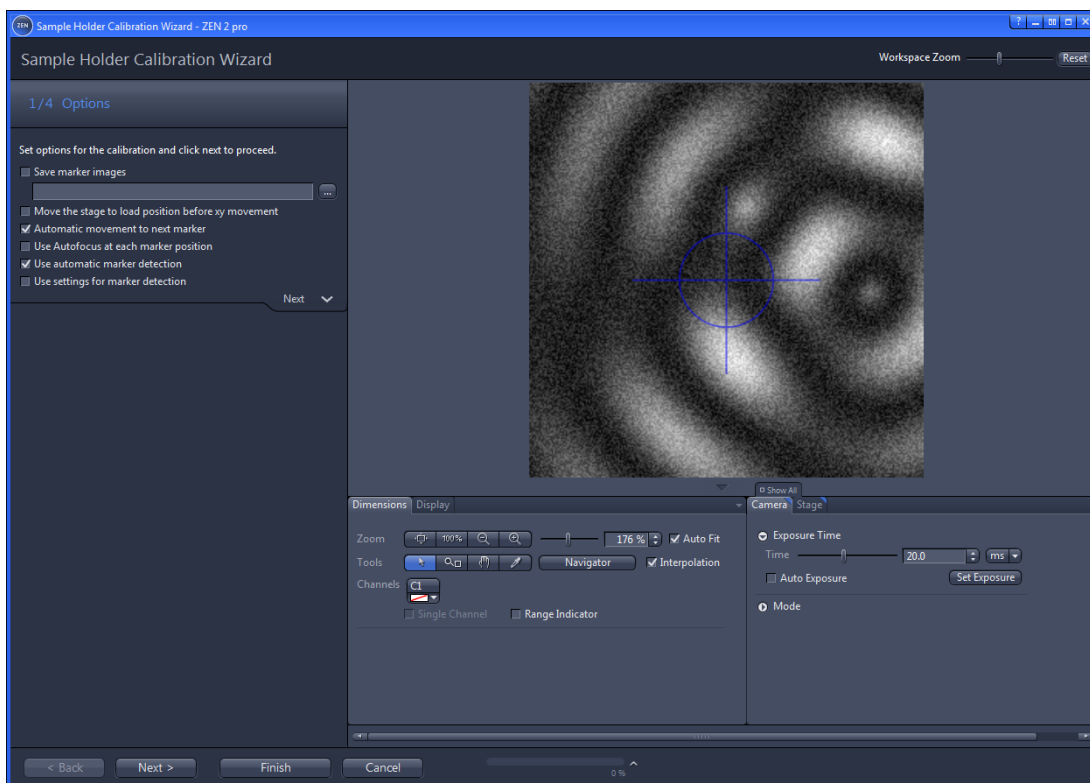 ZEN Sample Holder Calibration Wizard - ZEN 2 pro
Sample Holder Calibration Wizard
Workspace Zoom Reset
1/4 Options
Set options for the calibration and click next to proceed.
Save marker images
...
Move the stage to load position before xy movement
Automatic movement to next marker
Use Autofocus at each marker position
Use automatic marker detection
Use settings for marker detection
Next
Show All
Dimensions Display
Zoom 100% 176 % Auto Fit
Tools Navigator Interpolation
Channels C1
Single Channel Range Indicator
Camera Stage
Exposure Time
Time 20.0 ms
Auto Exposure Set Exposure
Mode
< Back Next > Finish Cancel
0 %